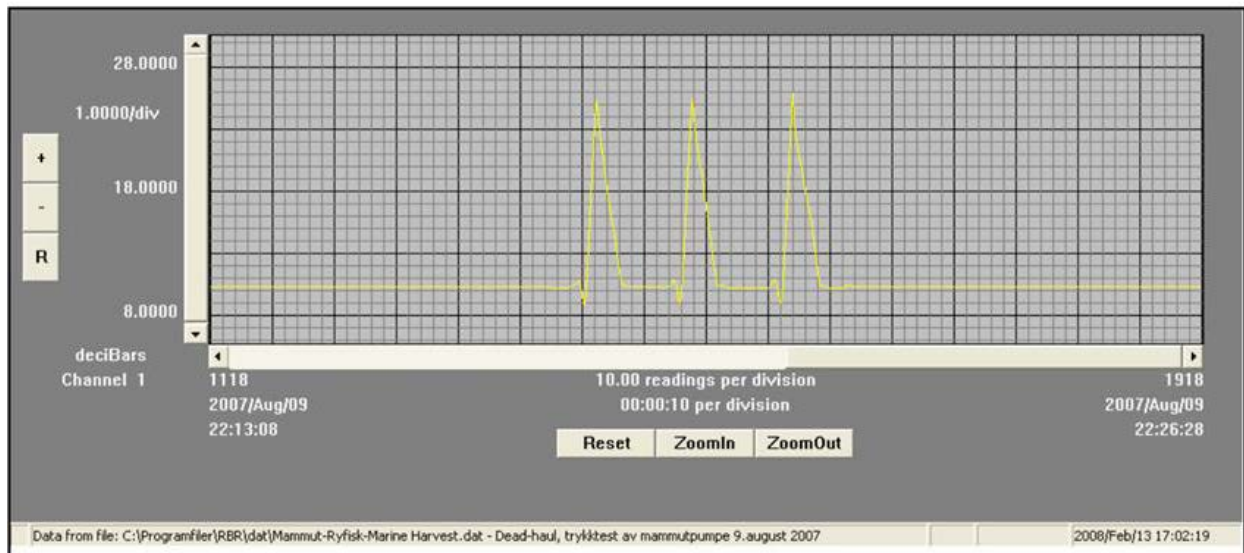 28.0000
1.0000/div
+
18.0000
-
R
8.0000
deciBars
Channel 1
1118 10.00 readings per division 1918
2007/Aug/09 00:00:10 per division 2007/Aug/09
22:13:08 22:26:28
Reset ZoomIn ZoomOut
Data from file: C:\Programfiler\RBR\dat\Mammut-Ryfisk-Marine Harvest.dat - Dead-haul, trykktest av mammutpumpe 9.august 2007 2008/Feb/13 17:02:19